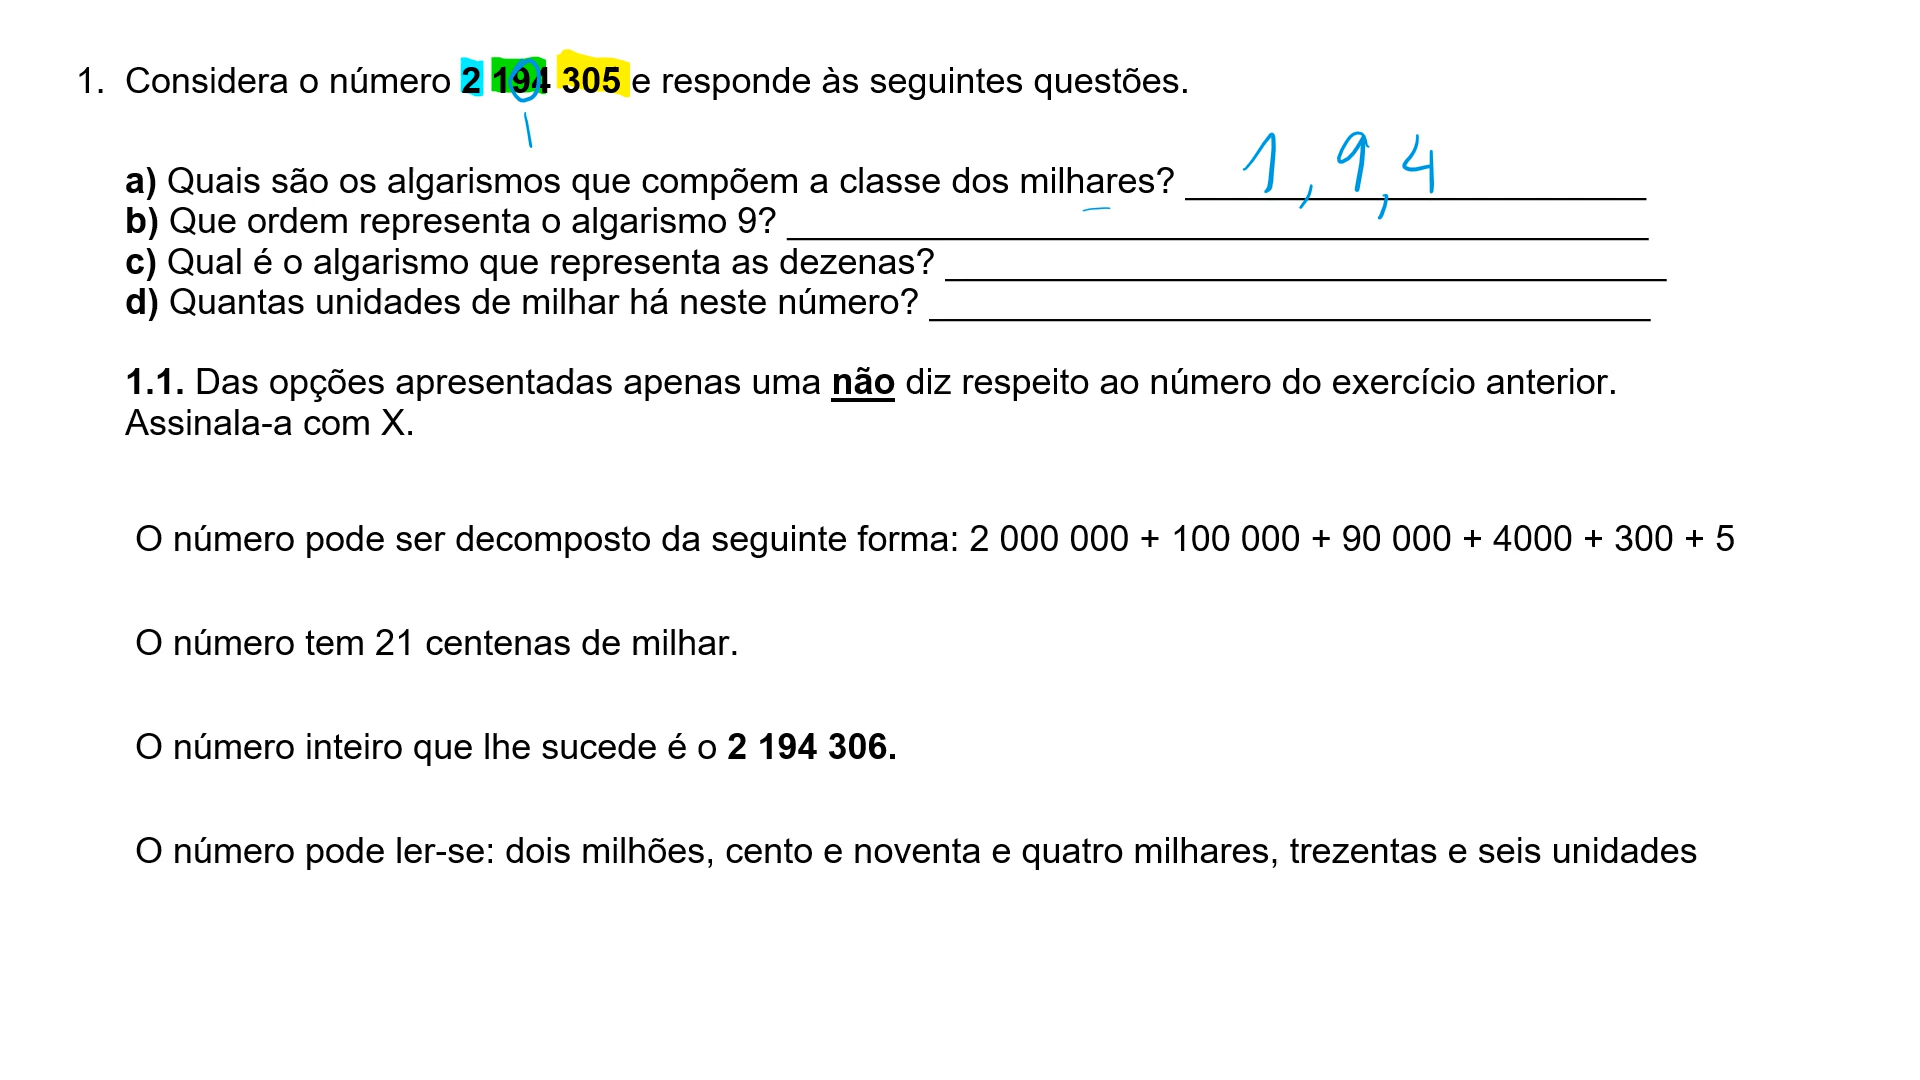 1. Considera o número 2 194 305 e responde às seguintes questões.
a) Quais são os algarismos que compõem a classe dos milhares? 1, 9, 4
b) Que ordem representa o algarismo 9?
c) Qual é o algarismo que representa as dezenas?
d) Quantas unidades de milhar há neste número?
1.1. Das opções apresentadas apenas uma não diz respeito ao número do exercício anterior.
Assinala-a com X.
O número pode ser decomposto da seguinte forma: 2 000 000 + 100 000 + 90 000 + 4000 + 300 + 5
O número tem 21 centenas de milhar.
O número inteiro que lhe sucede é o 2 194 306.
O número pode ler-se: dois milhões, cento e noventa e quatro milhares, trezentas e seis unidades